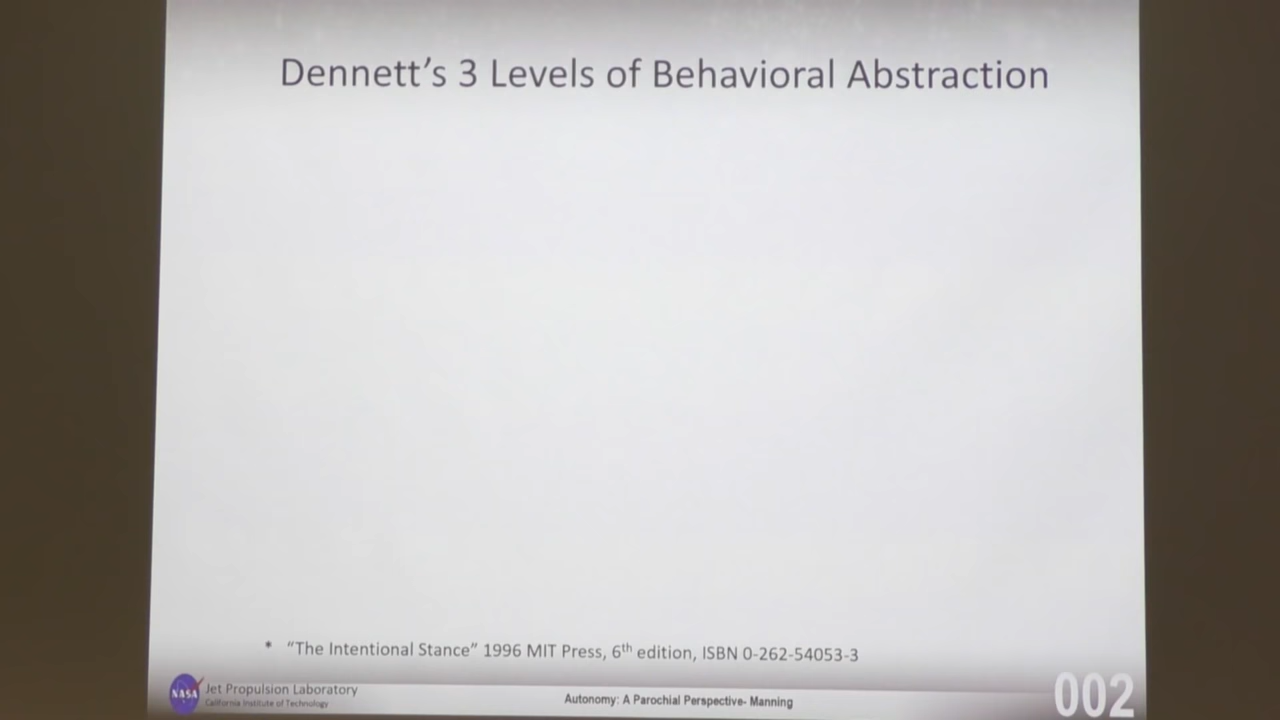 Dennett’s 3 Levels of Behavioral Abstraction
* “The Intentional Stance” 1996 MIT Press, 6th edition, ISBN 0-262-54053-3
NASA
Jet Propulsion Laboratory
California Institute of Technology
Autonomy: A Parochial Perspective- Manning
002